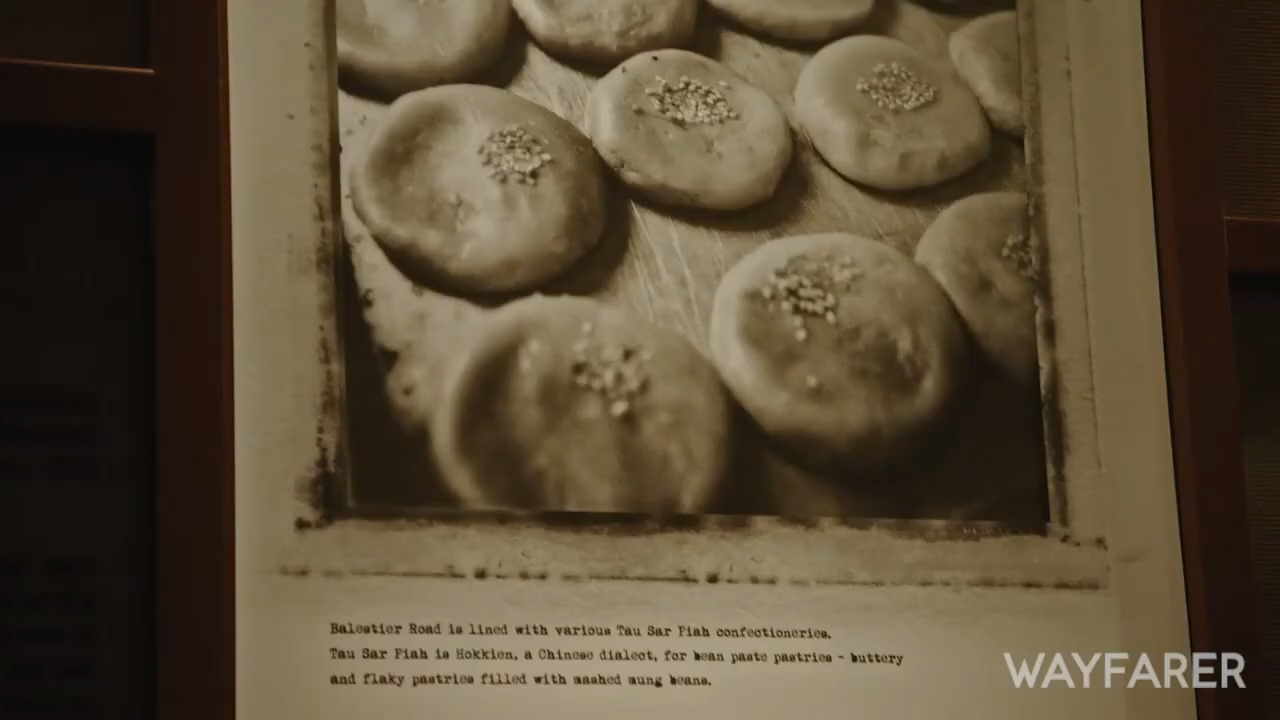 Balestier Road is lined with various Tau Sar Piah confectioneries.
Tau Sar Piah is Hokkien, a Chinese dialect, for bean paste pastries - buttery
and flaky pastries filled with mashed mung beans.
WAYFARER